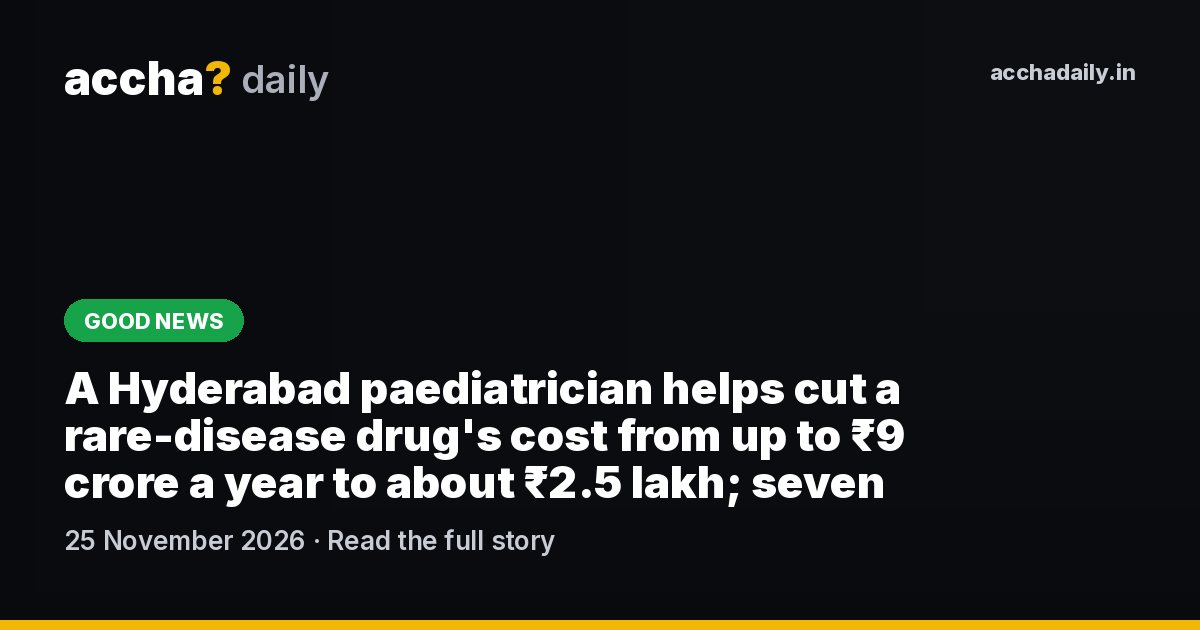 accha? daily
acchadaily.in
GOOD NEWS
A Hyderabad paediatrician helps cut a
rare-disease drug's cost from up to ₹9
crore a year to about ₹2.5 lakh; seven
25 November 2026 · Read the full story